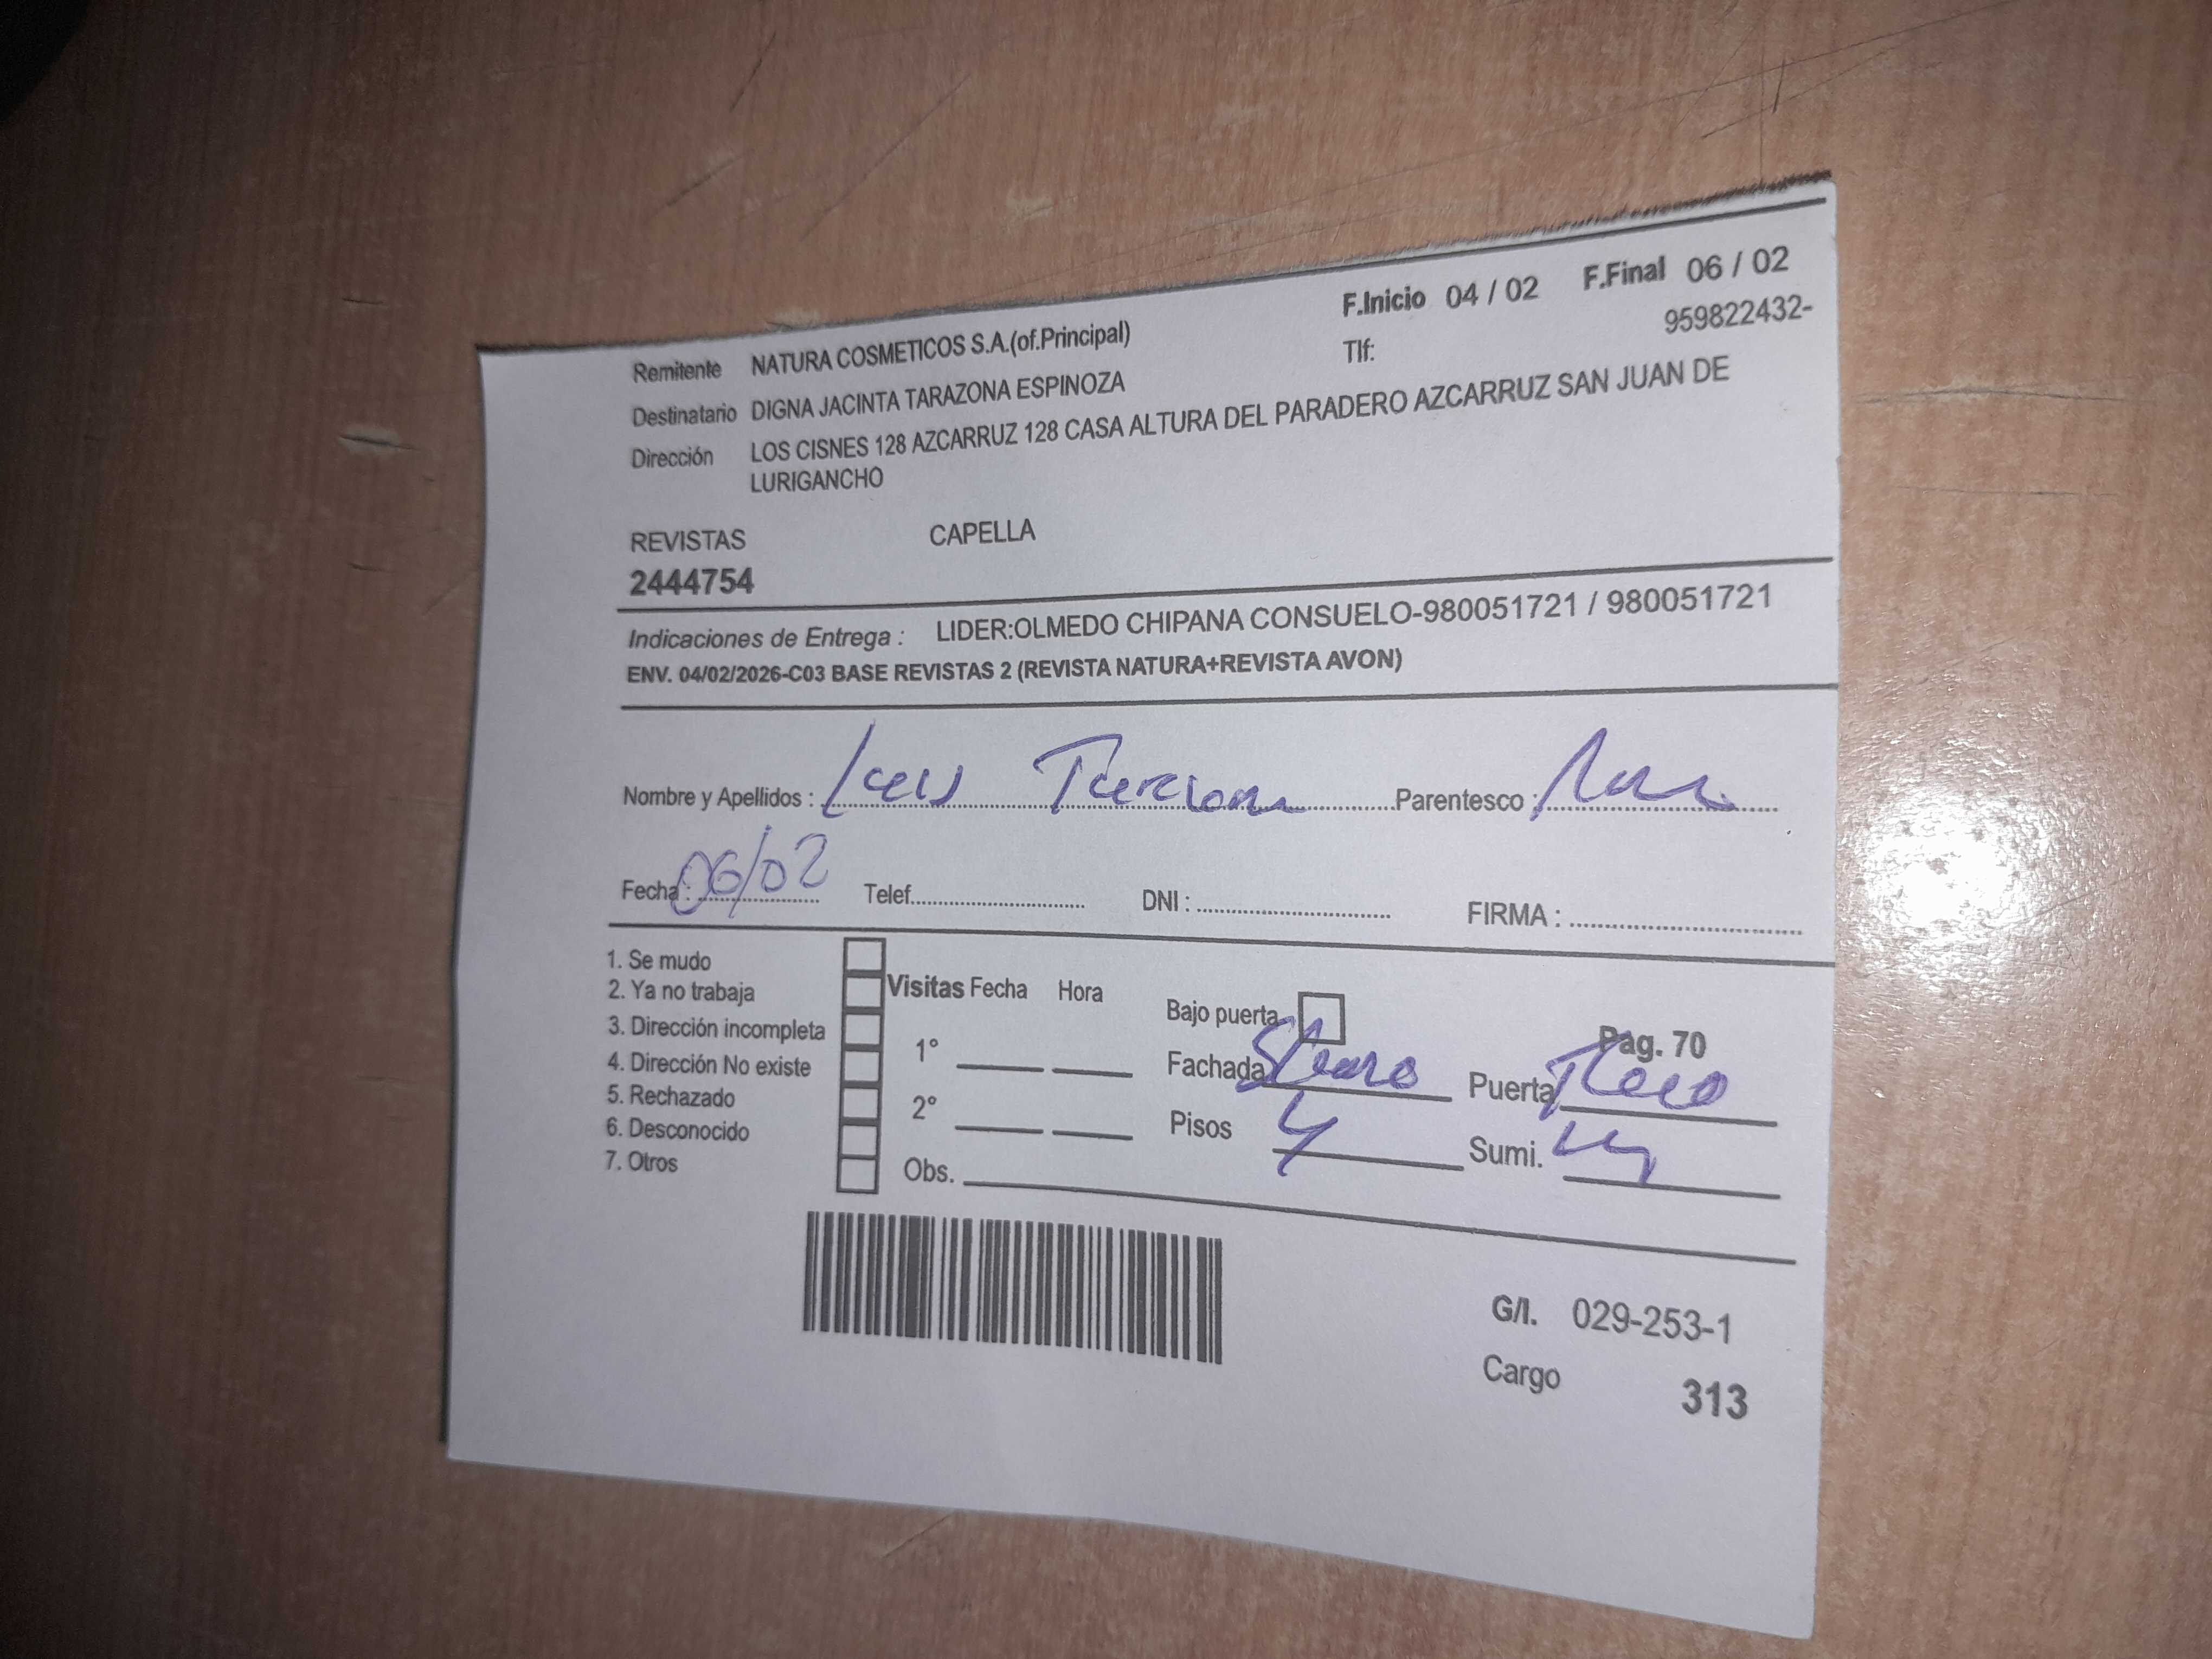 F.Inicio 04 / 02 F.Final 06 / 02
Remitente NATURA COSMETICOS S.A.(of.Principal) Tlf: 959822432-
Destinatario DIGNA JACINTA TARAZONA ESPINOZA
Dirección LOS CISNES 128 AZCARRUZ 128 CASA ALTURA DEL PARADERO AZCARRUZ SAN JUAN DE
LURIGANCHO
REVISTAS CAPELLA
2444754
Indicaciones de Entrega : LIDER:OLMEDO CHIPANA CONSUELO-980051721 / 980051721
ENV. 04/02/2026-C03 BASE REVISTAS 2 (REVISTA NATURA+REVISTA AVON)
Nombre y Apellidos : Luis Parentesco :
Fecha : 06/02 Telef. DNI : FIRMA :
1. Se mudo
2. Ya no trabaja Visitas Fecha Hora
Bajo puerta
3. Dirección incompleta 1° Pag. 70
4. Dirección No existe Fachada Puerta
5. Rechazado 2°
6. Desconocido Pisos 4 Sumi.
7. Otros Obs.
G/I. 029-253-1
Cargo 313